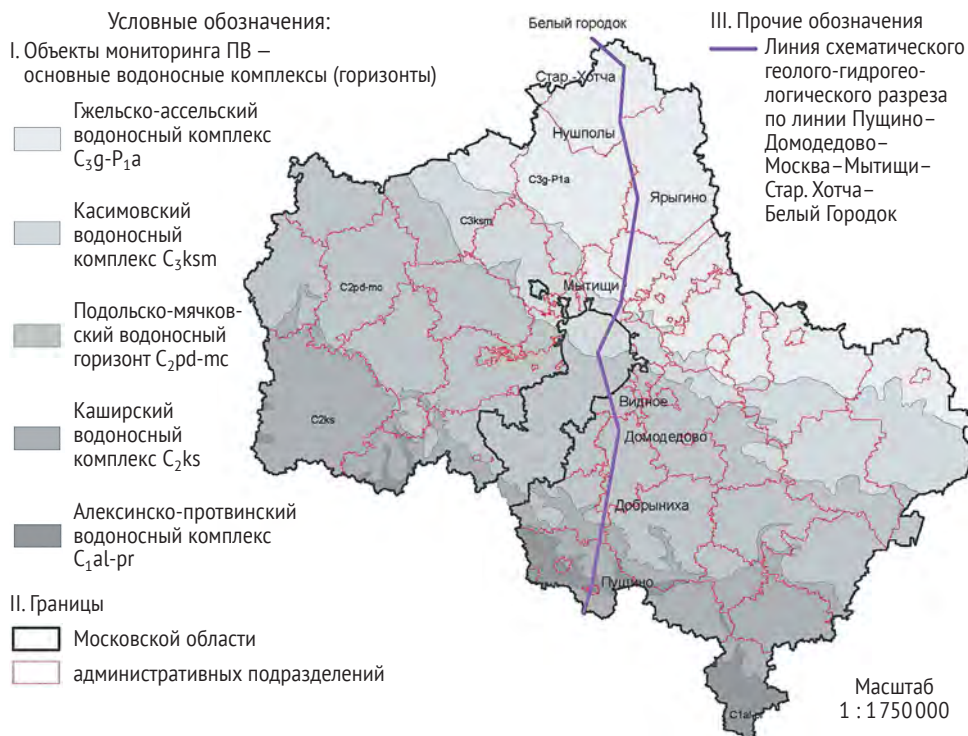 Условные обозначения:
I. Объекты мониторинга ПВ –
основные водоносные комплексы (горизонты)
Гжельско-ассельский
водоносный комплекс
C₃g-P₁a
Касимовский
водоносный
комплекс C₃ksm
Подольско-мячков-
ский водоносный
горизонт C₂pd-mc
Каширский
водоносный
комплекс C₂ks
Алексинско-протвинский
водоносный комплекс
C₁al-pr
II. Границы
Московской области
административных подразделений
Белый городок
Стар.-Хотча
Нушполы
C3g-P1a
Ярыгино
C3ksm
C2pd-mc
Мытищи
C2ks
Видное
Домодедово
Добрыниха
Пущино
III. Прочие обозначения
Линия схематического
геолого-гидрогео-
логического разреза
по линии Пущино–
Домодедово–
Москва–Мытищи–
Стар. Хотча–
Белый Городок
Масштаб
1 : 1 750 000